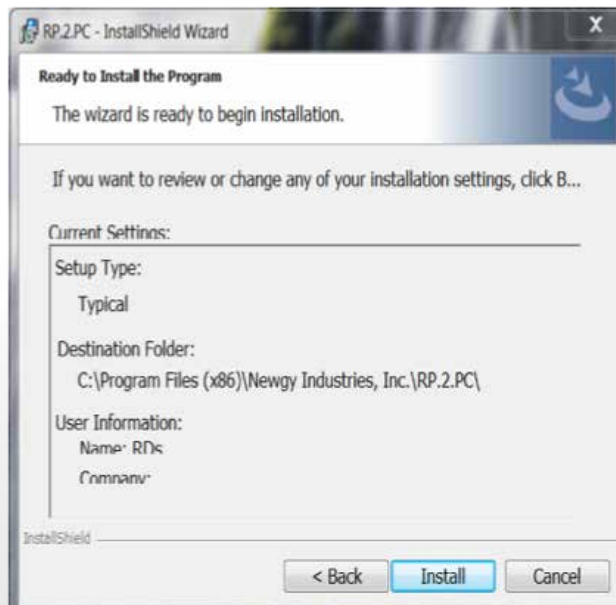 RP.2.PC - InstallShield Wizard
X
Ready to Install the Program
The wizard is ready to begin installation.
If you want to review or change any of your installation settings, click B...
Current Settings:
Setup Type:
Typical
Destination Folder:
C:\Program Files (x86)\Newgy Industries, Inc.\RP.2.PC\
User Information:
Name: RDs
Company:
InstallShield
< Back Install Cancel